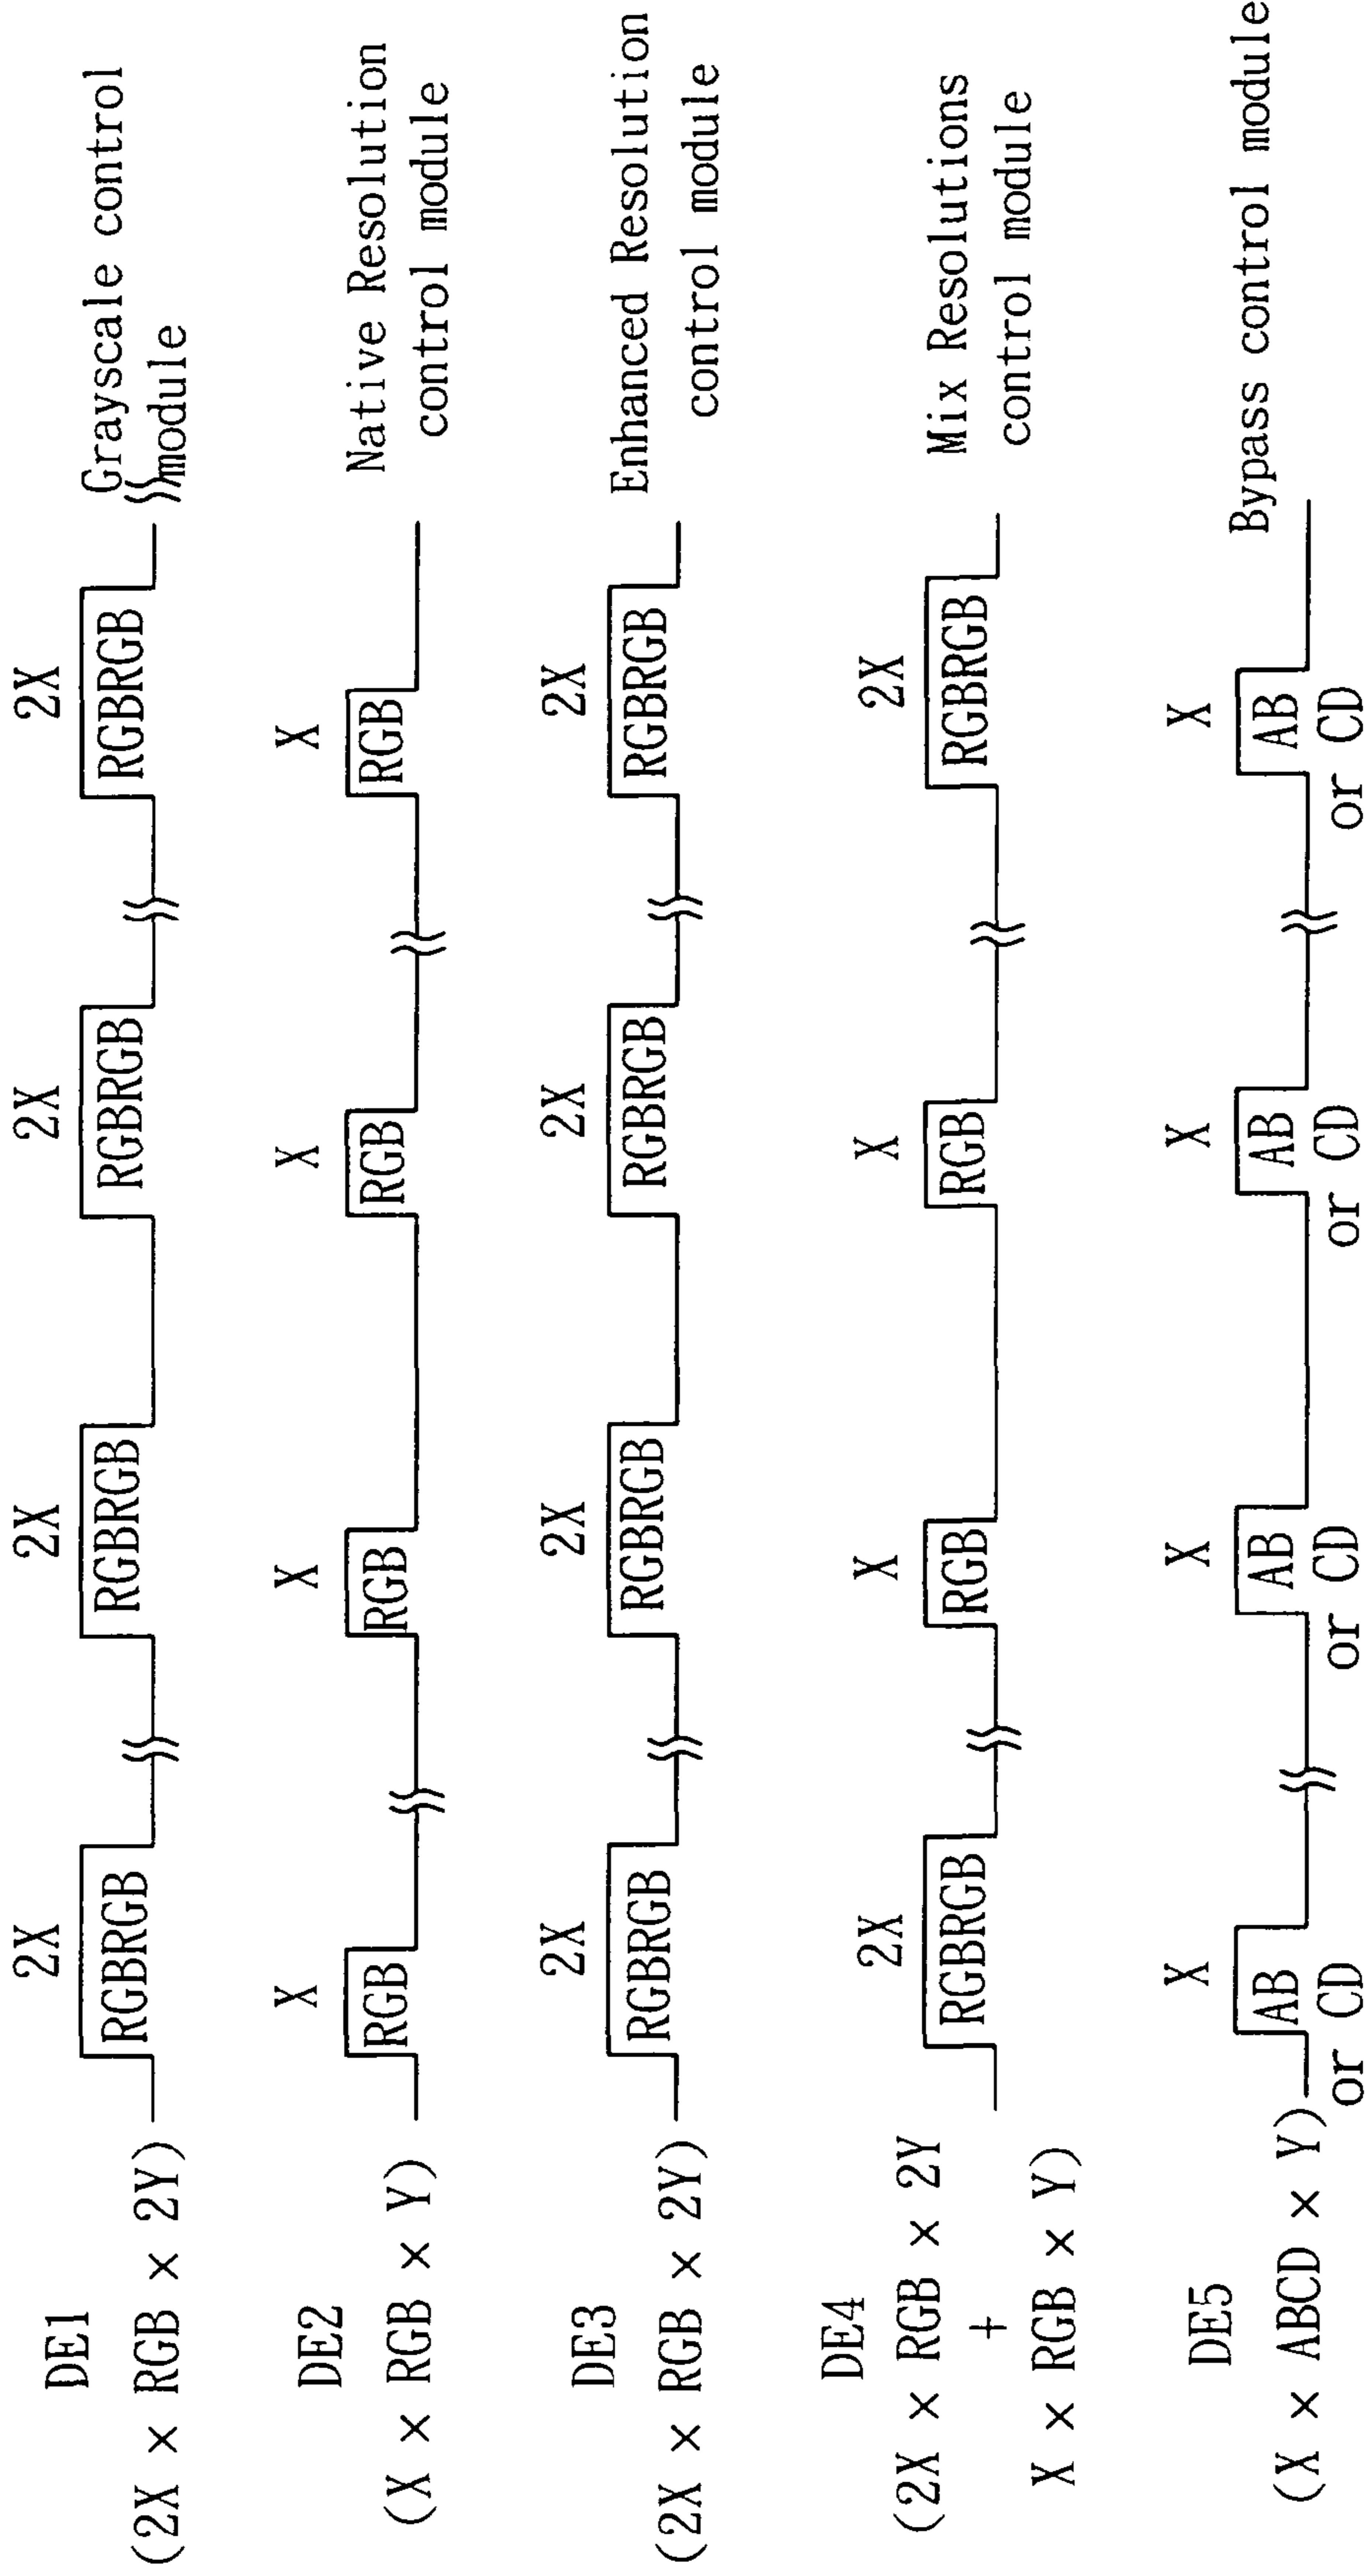 2X 2X 2X 2X
DE1
(2X × RGB × 2Y)
RGBRGB RGBRGB RGBRGB RGBRGB
Grayscale control
module
X X X X
DE2
(X × RGB × Y)
RGB RGB RGB RGB
Native Resolution
control module
2X 2X 2X 2X
DE3
(2X × RGB × 2Y)
RGBRGB RGBRGB RGBRGB RGBRGB
Enhanced Resolution
control module
2X X X 2X
DE4
(2X × RGB × 2Y
+
X × RGB × Y)
RGBRGB RGB RGB RGBRGB
Mix Resolutions
control module
X X X X
DE5
(X × ABCD × Y)
AB AB AB AB
or CD or CD or CD or CD
Bypass control module